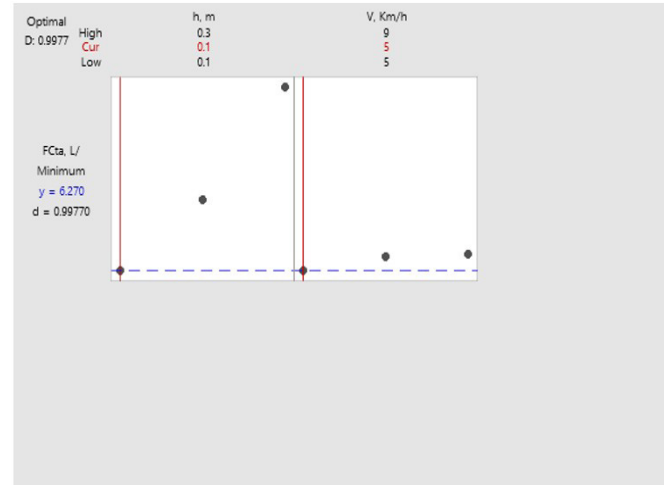 Optimal
D: 0.9977
h, m V, Km/h
High 0.3 9
Cur 0.1 5
Low 0.1 5
FCta, L/
Minimum
y = 6.270
d = 0.99770